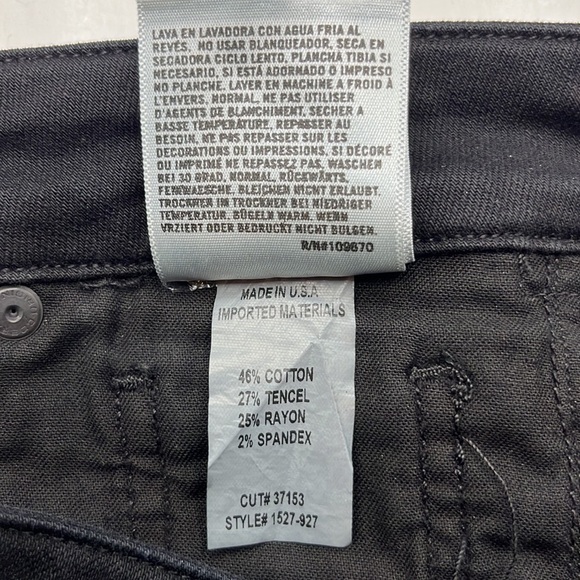 LAVA EN LAVADORA CON AGUA FRIA AL
REVÉS, NO USAR BLANQUEADOR, SECA EN
SECADORA CICLO LENTO, PLANCHA TIBIA SI
NECESARIO, SI ESTÁ ADORNADO O IMPRESO
NO PLANCHE. LAVER EN MACHINE A FROID À
L'ENVERS, NORMAL, NE PAS UTILISER
D'AGENTS DE BLANCHIMENT, SECHER A
BASSE TEMPERATURE, REPASSER AU
BESOIN, NE PAS REPASSER SUR LES
DECORATIONS OU IMPRESSIONS, SI DÉCORÉ
OU IMPRIMÉ NE REPASSEZ PAS, WASCHEN
BEI 30 GRAD, NORMAL, RÜCKWÄRTS,
FEINWAESCHE, BLEICHEN NICHT ERLAUBT.
TROCKNER IN TROCKNER BEI NIEDRIGER
TEMPERATUR, BÜGELN WARM, WENN
VRZIERT ODER BEDRUCKT NICHT BULGEN.
R/N#109670
MADE IN U.S.A
IMPORTED MATERIALS
46% COTTON
27% TENCEL
25% RAYON
2% SPANDEX
CUT# 37153
STYLE# 1527-927